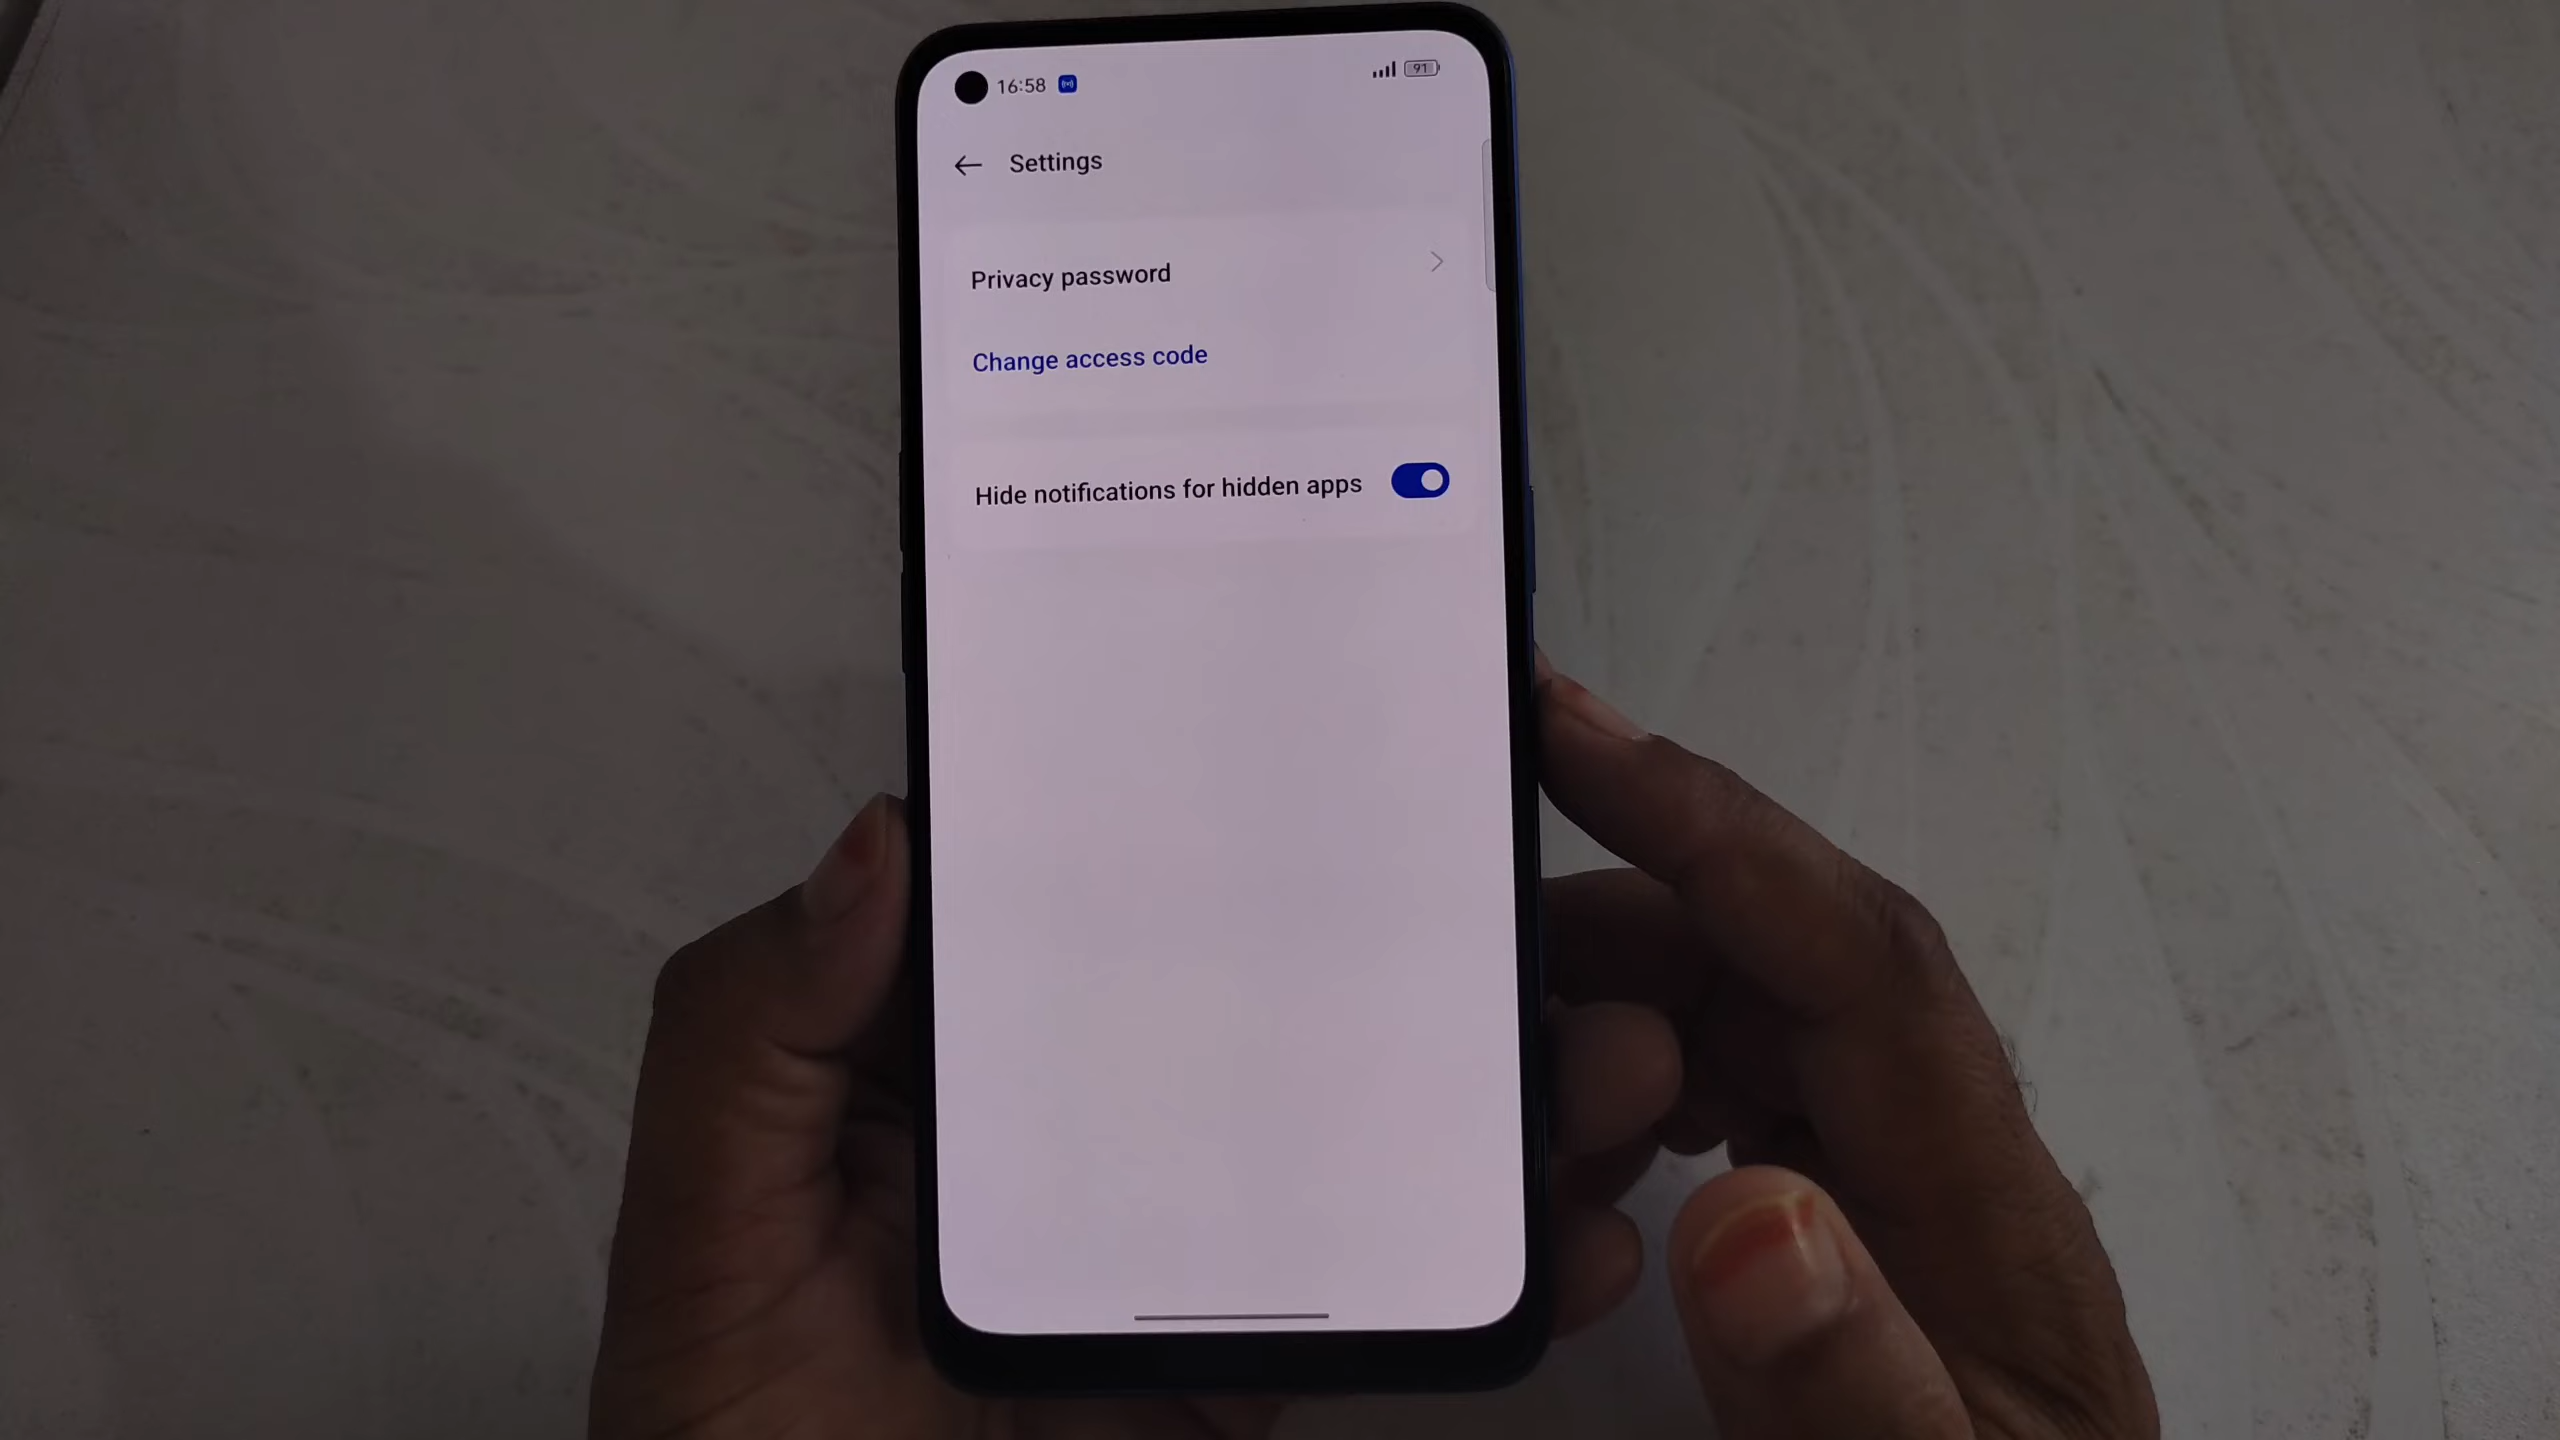 16:58
91
Settings
Privacy password
Change access code
Hide notifications for hidden apps